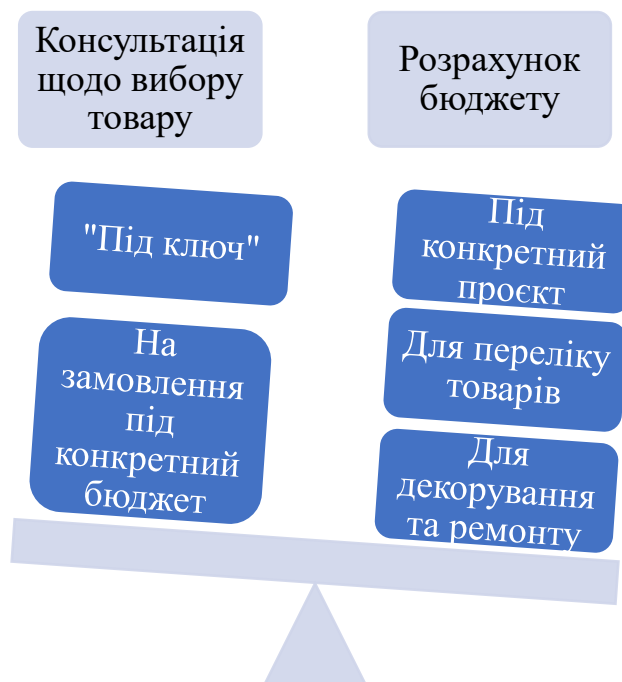 Консультація
щодо вибору
товару
Розрахунок
бюджету
"Під ключ"
На
замовлення
під
конкретний
бюджет
Під
конкретний
проєкт
Для переліку
товарів
Для
декорування
та ремонту